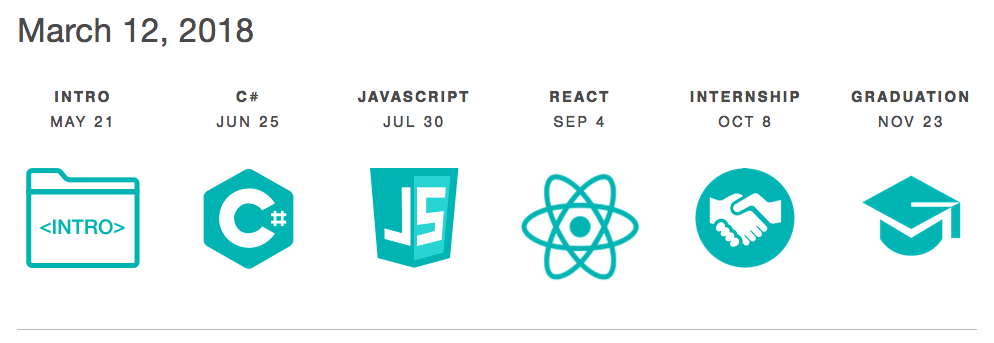 March 12, 2018
INTRO C# JAVASCRIPT REACT INTERNSHIP GRADUATION
MAY 21 JUN 25 JUL 30 SEP 4 OCT 8 NOV 23
<INTRO> C# JS